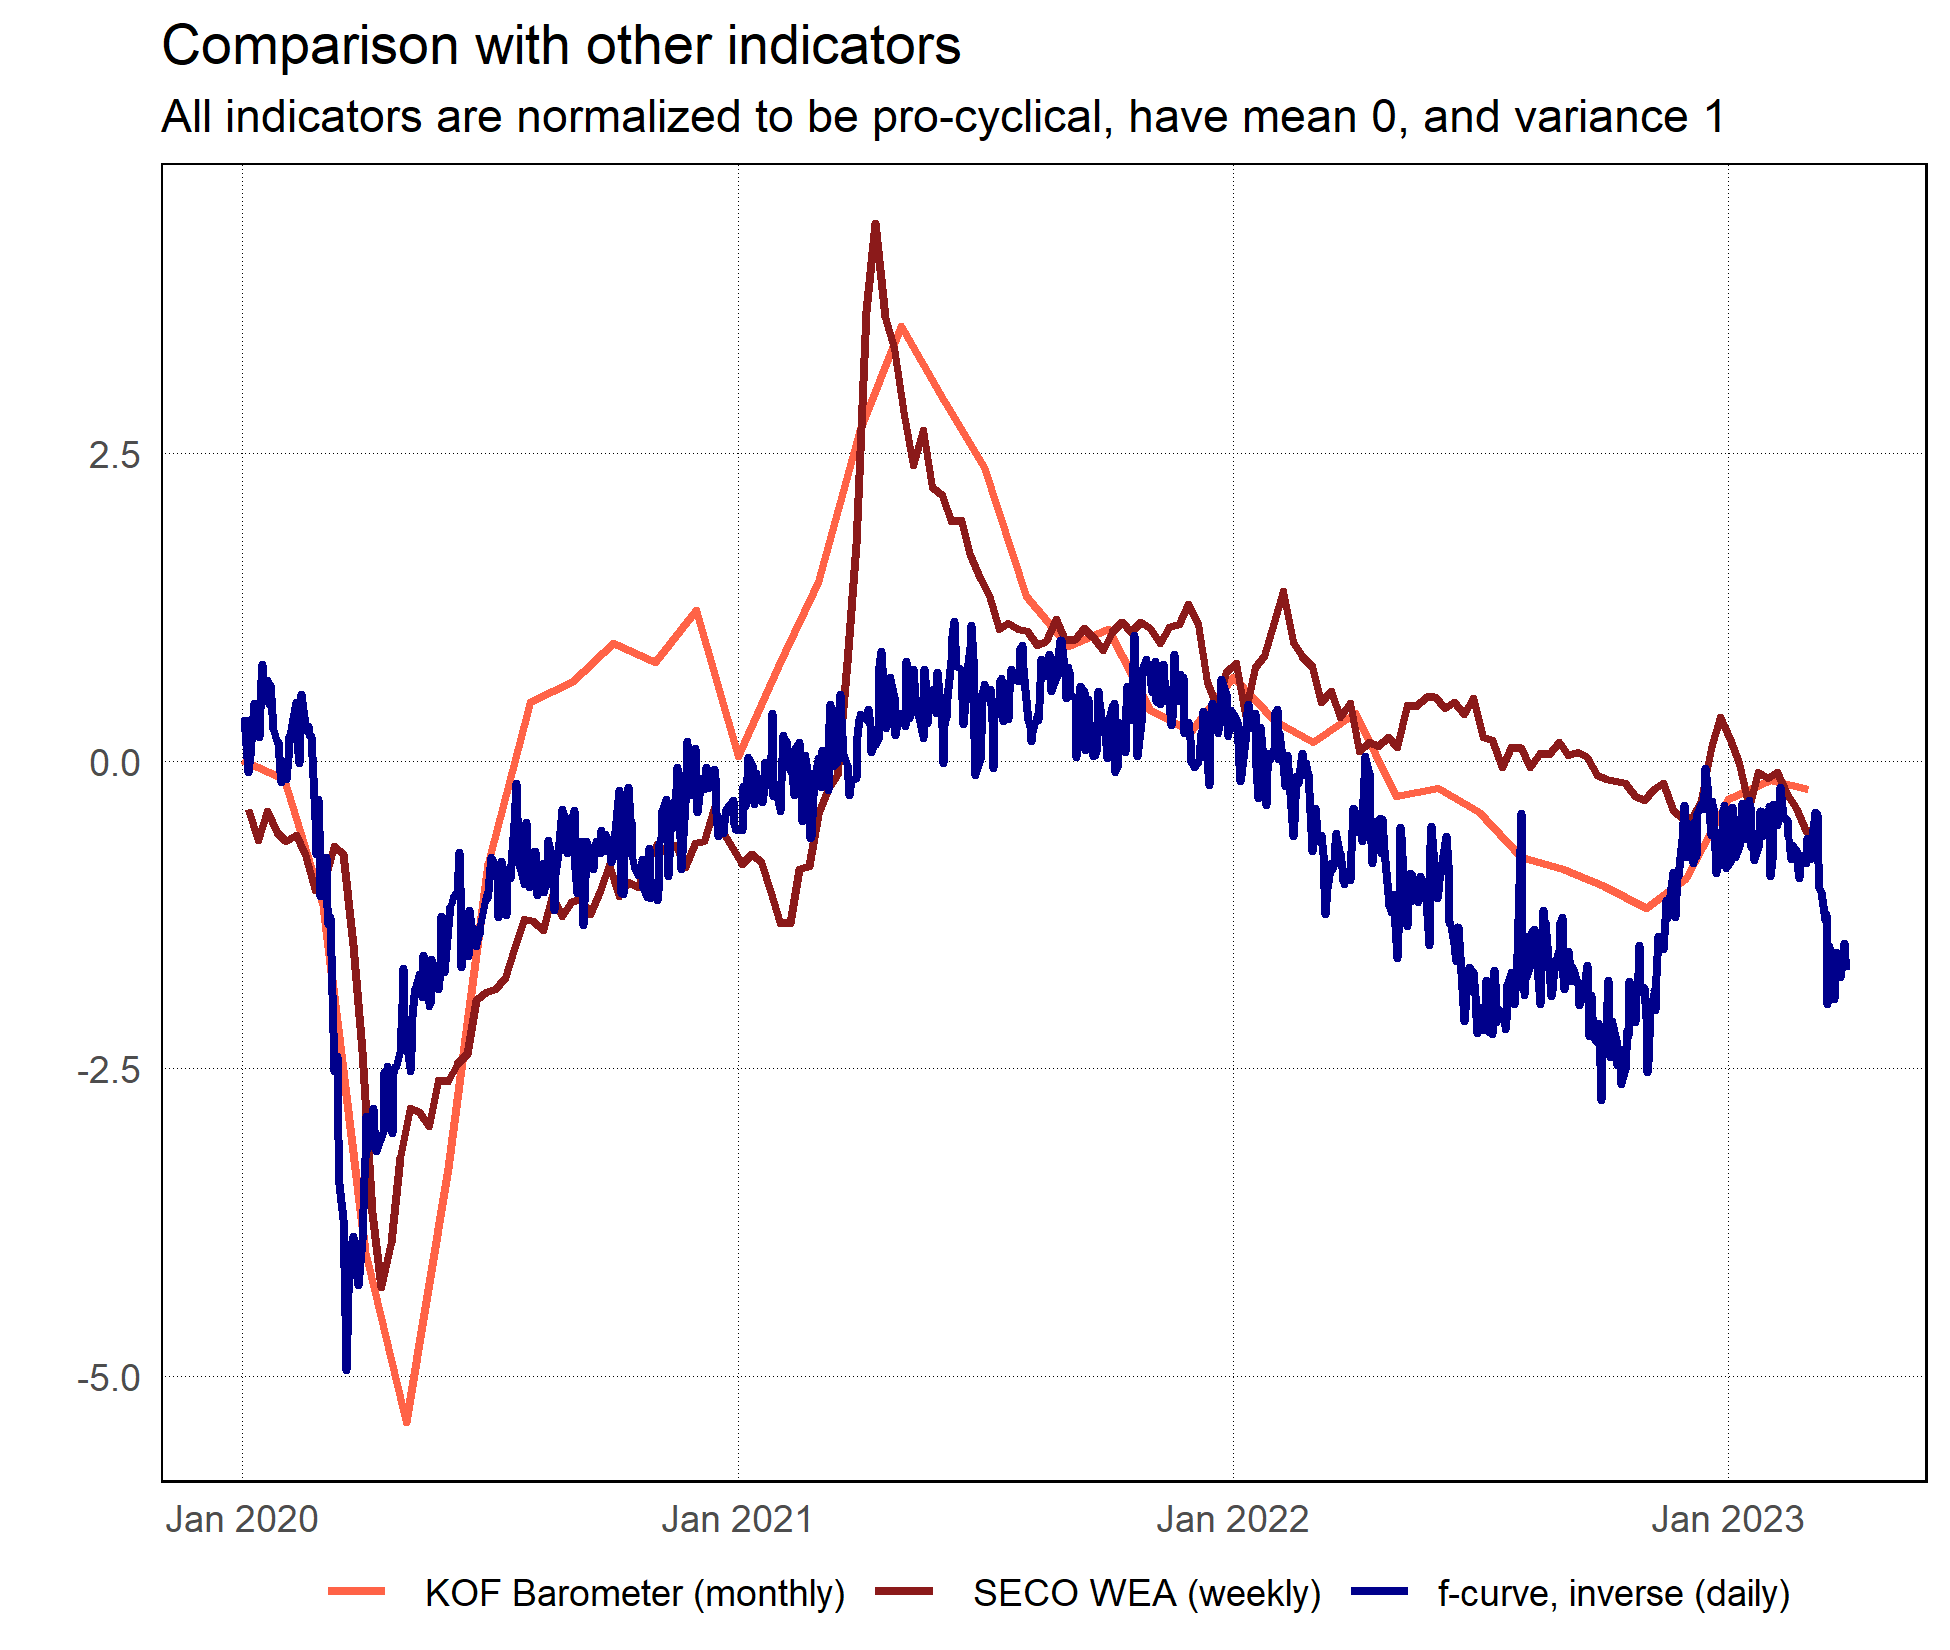 Comparison with other indicators
All indicators are normalized to be pro-cyclical, have mean 0, and variance 1
2.5
0.0
-2.5
-5.0
Jan 2020 Jan 2021 Jan 2022 Jan 2023
KOF Barometer (monthly) SECO WEA (weekly) f-curve, inverse (daily)